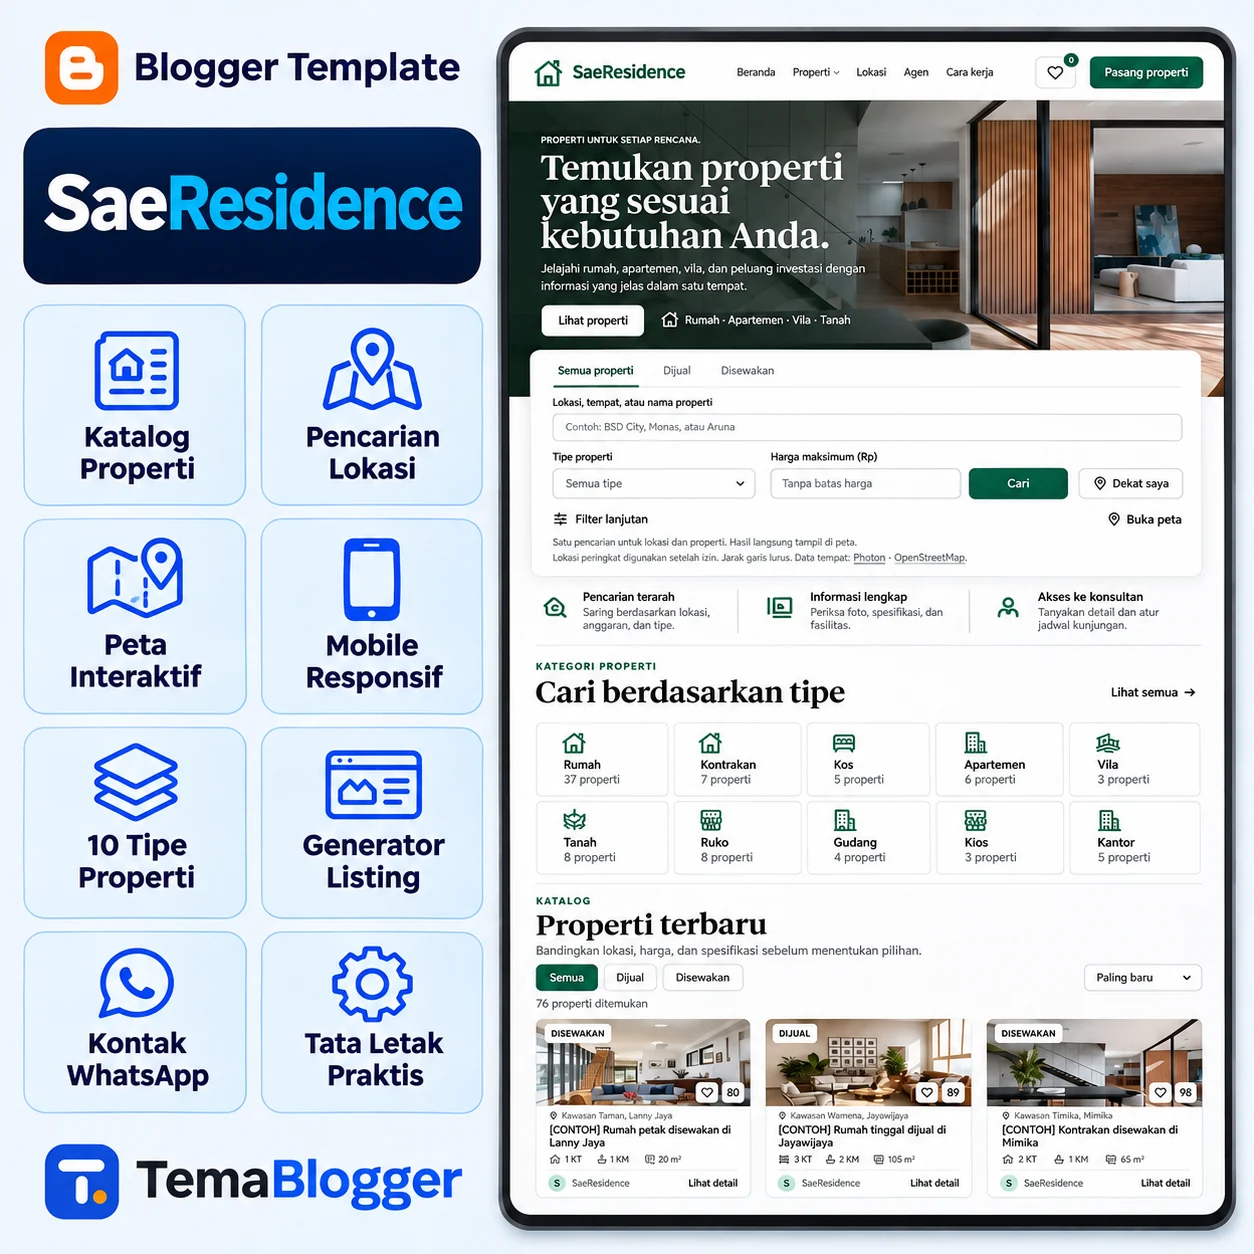 Blogger Template
SaeResidence
Katalog
Properti
Pencarian
Lokasi
Peta
Interaktif
Mobile
Responsif
10 Tipe
Properti
Generator
Listing
Kontak
WhatsApp
Tata Letak
Praktis
TemaBlogger
SaeResidence
Beranda
Properti
Lokasi
Agen
Cara kerja
0
Pasang properti
PROPERTI UNTUK SETIAP RENCANA.
Temukan properti
yang sesuai
kebutuhan Anda.
Jelajahi rumah, apartemen, vila, dan peluang investasi dengan
informasi yang jelas dalam satu tempat.
Lihat properti
Rumah · Apartemen · Vila · Tanah
Semua properti
Dijual
Disewakan
Lokasi, tempat, atau nama properti
Contoh: BSD City, Monas, atau Aruna
Tipe properti
Harga maksimum (Rp)
Semua tipe
Tanpa batas harga
Cari
Dekat saya
Filter lanjutan
Buka peta
Satu pencarian untuk lokasi dan properti. Hasil langsung tampil di peta.
Lokasi peringkat digunakan setelah izin. Jarak garis lurus. Data tempat: Photon · OpenStreetMap.
Pencarian terarah
Saring berdasarkan lokasi,
anggaran, dan tipe.
Informasi lengkap
Periksa foto, spesifikasi, dan
fasilitas.
Akses ke konsultan
Tanyakan detail dan atur
jadwal kunjungan.
KATEGORI PROPERTI
Cari berdasarkan tipe
Lihat semua →
Rumah
37 properti
Kontrakan
7 properti
Kos
5 properti
Apartemen
6 properti
Vila
3 properti
Tanah
8 properti
Ruko
8 properti
Gudang
4 properti
Kios
3 properti
Kantor
5 properti
KATALOG
Properti terbaru
Bandingkan lokasi, harga, dan spesifikasi sebelum menentukan pilihan.
Semua
Dijual
Disewakan
Paling baru
76 properti ditemukan
DISEWAKAN
80
Kawasan Taman, Lanny Jaya
[CONTOH] Rumah petak disewakan di
Lanny Jaya
1 KT
1 KM
20 m²
S
SaeResidence
Lihat detail
DIJUAL
89
Kawasan Wamena, Jayawijaya
[CONTOH] Rumah tinggal dijual di
Jayawijaya
3 KT
2 KM
105 m²
S
SaeResidence
Lihat detail
DISEWAKAN
98
Kawasan Timika, Mimika
[CONTOH] Kontrakan disewakan di
Mimika
2 KT
1 KM
65 m²
S
SaeResidence
Lihat detail